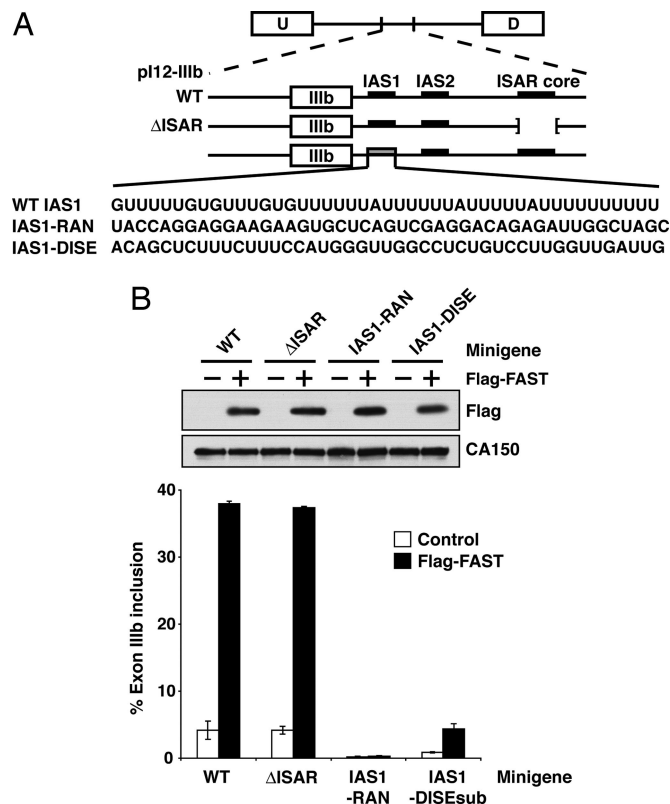 A
U
D
pI12-IIIb
WT
IIIb
IAS1
IAS2
ISAR core
ΔISAR
IIIb
IIIb
WT IAS1 GUUUUUGUGUUUGUGUUUUUUAUUUUUUAUUUUUAUUUUUUUUUU
IAS1-RAN UACCAGGAGGAAGAAGUGCUCAGUCGAGGACAGAGAUUGGCUAGC
IAS1-DISE ACAGCUCUUUCUUUCCAUGGGUUGGCCUCUGUCCUUGGUUGAUUG
B
WT
ΔISAR
IAS1-RAN
IAS1-DISE
Minigene
− + − + − + − + Flag-FAST
Flag
CA150
% Exon IIIb inclusion
40
30
20
10
0
Control
Flag-FAST
WT
ΔISAR
IAS1
-RAN
IAS1
-DISEsub
Minigene